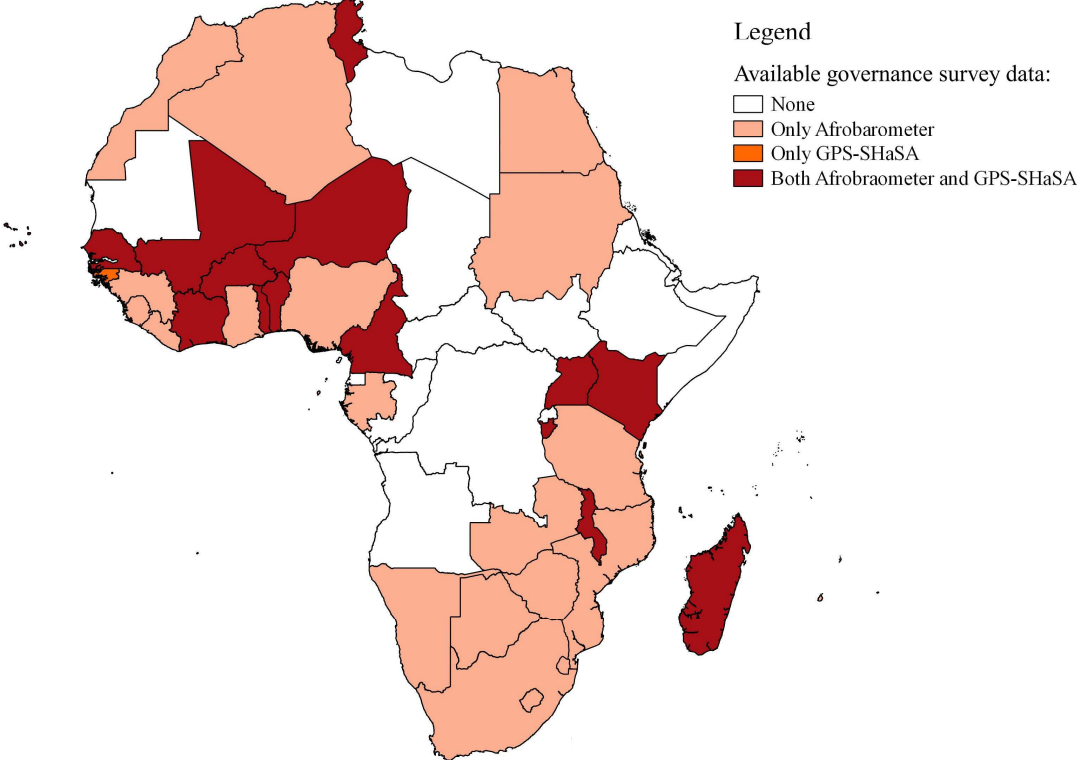 Legend
Available governance survey data:
None
Only Afrobarometer
Only GPS-SHaSA
Both Afrobraometer and GPS-SHaSA